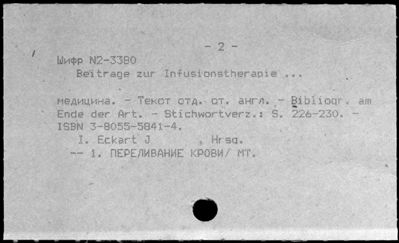 - 2 -
Шифр N2-3380
Beitrage zur Infusionstherapie ...
медицина. - Текст отд. ст. англ. - Bibliogr. am
Ende der Art. - Stichwortverz.: S. 226-230. -
ISBN 3-8055-5841-4.
I. Eckart J , Hrsg.
-- 1. ПЕРЕЛИВАНИЕ КРОВИ/ МТ.